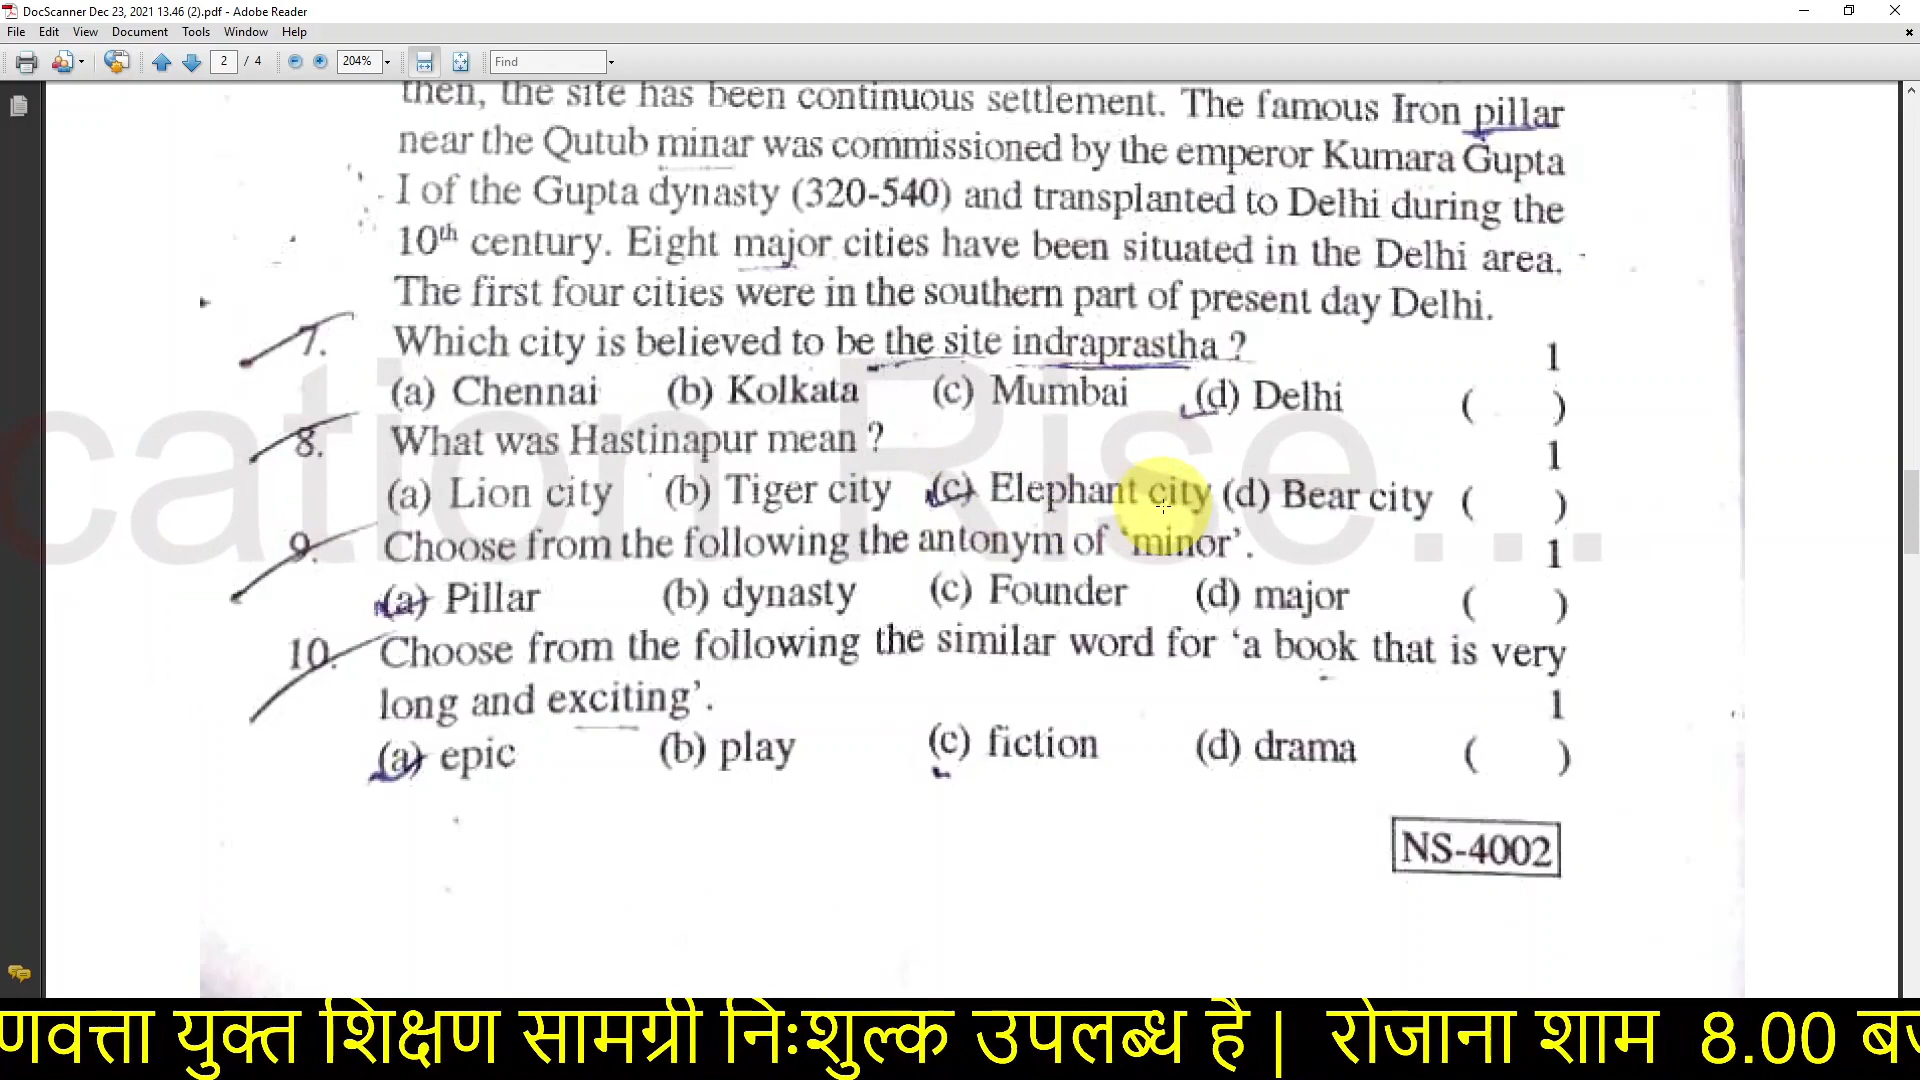 DocScanner Dec 23, 2021 13.46 (2).pdf - Adobe Reader
File Edit View Document Tools Window Help
2 / 4 204% Find
then, the site has been continuous settlement. The famous Iron pillar
near the Qutub minar was commissioned by the emperor Kumara Gupta
I of the Gupta dynasty (320-540) and transplanted to Delhi during the
10th century. Eight major cities have been situated in the Delhi area.
The first four cities were in the southern part of present day Delhi.
7. Which city is believed to be the site indraprastha ? 1
(a) Chennai (b) Kolkata (c) Mumbai (d) Delhi ( )
8. What was Hastinapur mean ? 1
(a) Lion city (b) Tiger city (c) Elephant city (d) Bear city ( )
9. Choose from the following the antonym of 'minor'. 1
(a) Pillar (b) dynasty (c) Founder (d) major ( )
10. Choose from the following the similar word for 'a book that is very
long and exciting'. 1
(a) epic (b) play (c) fiction (d) drama ( )
cation Rise...
NS-4002
णवत्ता युक्त शिक्षण सामग्री निःशुल्क उपलब्ध है | रोजाना शाम 8.00 बज